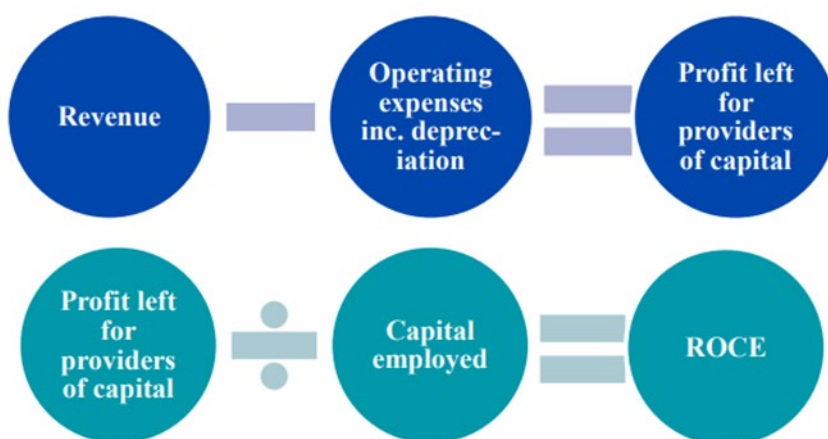 Revenue
Operating
expenses
inc. deprec-
iation
Profit left
for
providers
of capital
Profit left
for
providers
of capital
Capital
employed
ROCE